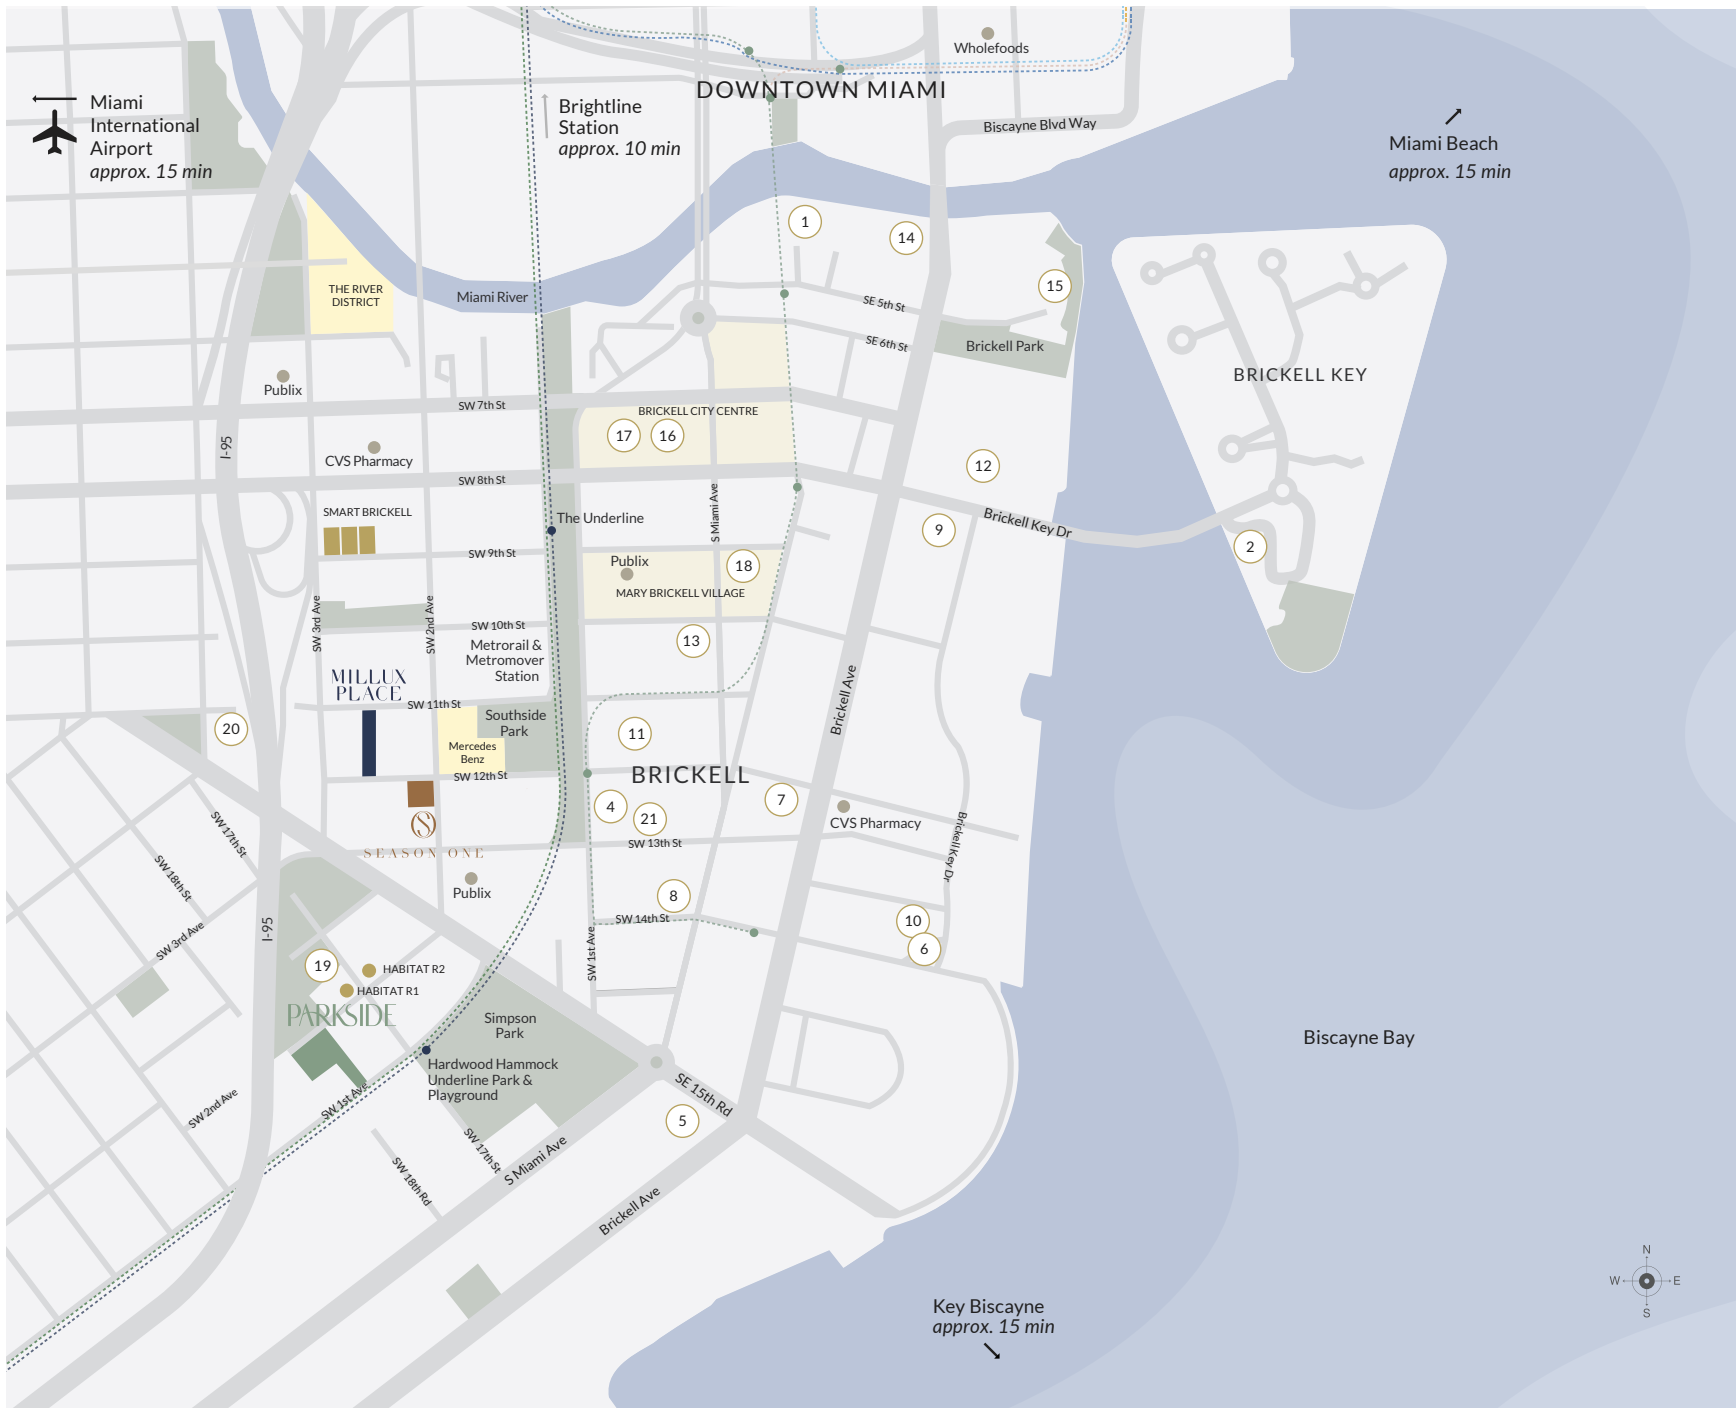 Wholefoods
DOWNTOWN MIAMI
Miami
International
Airport
approx. 15 min
Brightline
Station
approx. 10 min
Biscayne Blvd Way
Miami Beach
approx. 15 min
1
14
15
THE RIVER
DISTRICT
Miami River
SE 5th St
SE 6th St
Brickell Park
BRICKELL KEY
Publix
SW 7th St
BRICKELL CITY CENTRE
17
16
I-95
CVS Pharmacy
12
SW 8th St
SMART BRICKELL
The Underline
S Miami Ave
9
Brickell Key Dr
2
SW 9th St
Publix
18
MARY BRICKELL VILLAGE
SW 3rd Ave
SW 2nd Ave
SW 10th St
13
Metrorail &
Metromover
Station
MILLUX
PLACE
SW 11th St
Brickell Ave
20
Southside
Park
11
Mercedes
Benz
SW 12th St
BRICKELL
4
21
7
CVS Pharmacy
SW 17th St
S
SEASON ONE
SW 13th St
Brickell Key Dr
SW 18th St
Publix
8
SW 14th St
10
6
I-95
SW 3rd Ave
SW 1st Ave
19
HABITAT R2
HABITAT R1
PARKSIDE
Simpson
Park
Biscayne Bay
Hardwood Hammock
Underline Park &
Playground
SW 2nd Ave
SW 1st Ave
SE 15th Rd
5
SW 17th St
S Miami Ave
SW 18th Rd
Brickell Ave
Key Biscayne
approx. 15 min
N
W
E
S